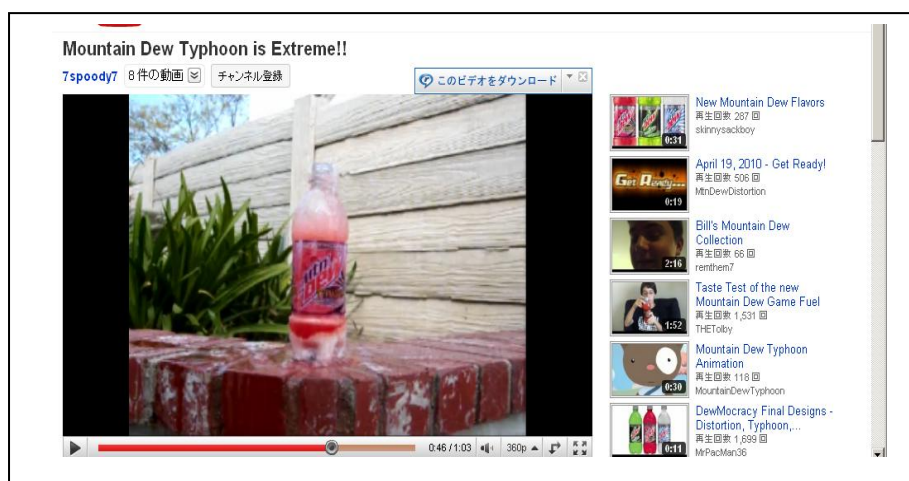 Mountain Dew Typhoon is Extreme!!
7spoody7 8 件の動画 チャンネル登録
このビデオをダウンロード
mtn
DEW
0:46 / 1:03 360p
New Mountain Dew Flavors
再生回数 287 回
skinnysackboy
0:31
April 19, 2010 - Get Ready!
再生回数 506 回
MtnDewDistortion
Get Ready...
0:19
Bill's Mountain Dew
Collection
再生回数 66 回
remthem7
2:16
Taste Test of the new
Mountain Dew Game Fuel
再生回数 1,531 回
THETolby
1:52
Mountain Dew Typhoon
Animation
再生回数 118 回
MountainDewTyphoon
0:30
DewMocracy Final Designs -
Distortion, Typhoon,...
再生回数 1,699 回
MrPacMan36
0:11